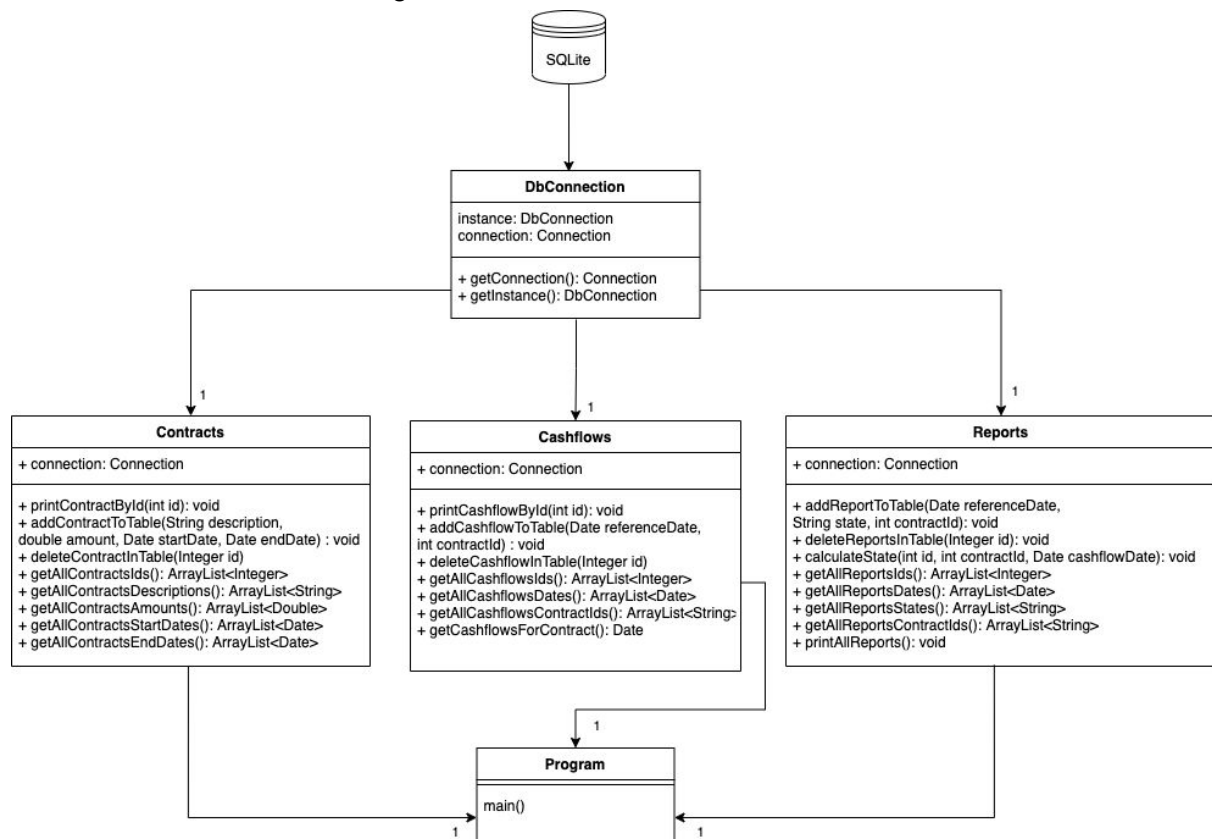 SQLite
DbConnection
instance: DbConnection
connection: Connection
+ getConnection(): Connection
+ getInstance(): DbConnection
1
1
1
Contracts
+ connection: Connection
+ printContractById(int id): void
+ addContractToTable(String description,
double amount, Date startDate, Date endDate) : void
+ deleteContractInTable(Integer id)
+ getAllContractsIds(): ArrayList<Integer>
+ getAllContractsDescriptions(): ArrayList<String>
+ getAllContractsAmounts(): ArrayList<Double>
+ getAllContractsStartDates(): ArrayList<Date>
+ getAllContractsEndDates(): ArrayList<Date>
Cashflows
+ connection: Connection
+ printCashflowById(int id): void
+ addCashflowToTable(Date referenceDate,
int contractId) : void
+ deleteCashflowInTable(Integer id)
+ getAllCashflowsIds(): ArrayList<Integer>
+ getAllCashflowsDates(): ArrayList<Date>
+ getAllCashflowsContractIds(): ArrayList<String>
+ getCashflowsForContract(): Date
Reports
+ connection: Connection
+ addReportToTable(Date referenceDate,
String state, int contractId): void
+ deleteReportsInTable(Integer id): void
+ calculateState(int id, int contractId, Date cashflowDate): void
+ getAllReportsIds(): ArrayList<Integer>
+ getAllReportsDates(): ArrayList<Date>
+ getAllReportsStates(): ArrayList<String>
+ getAllReportsContractIds(): ArrayList<String>
+ printAllReports(): void
1
Program
main()
1
1